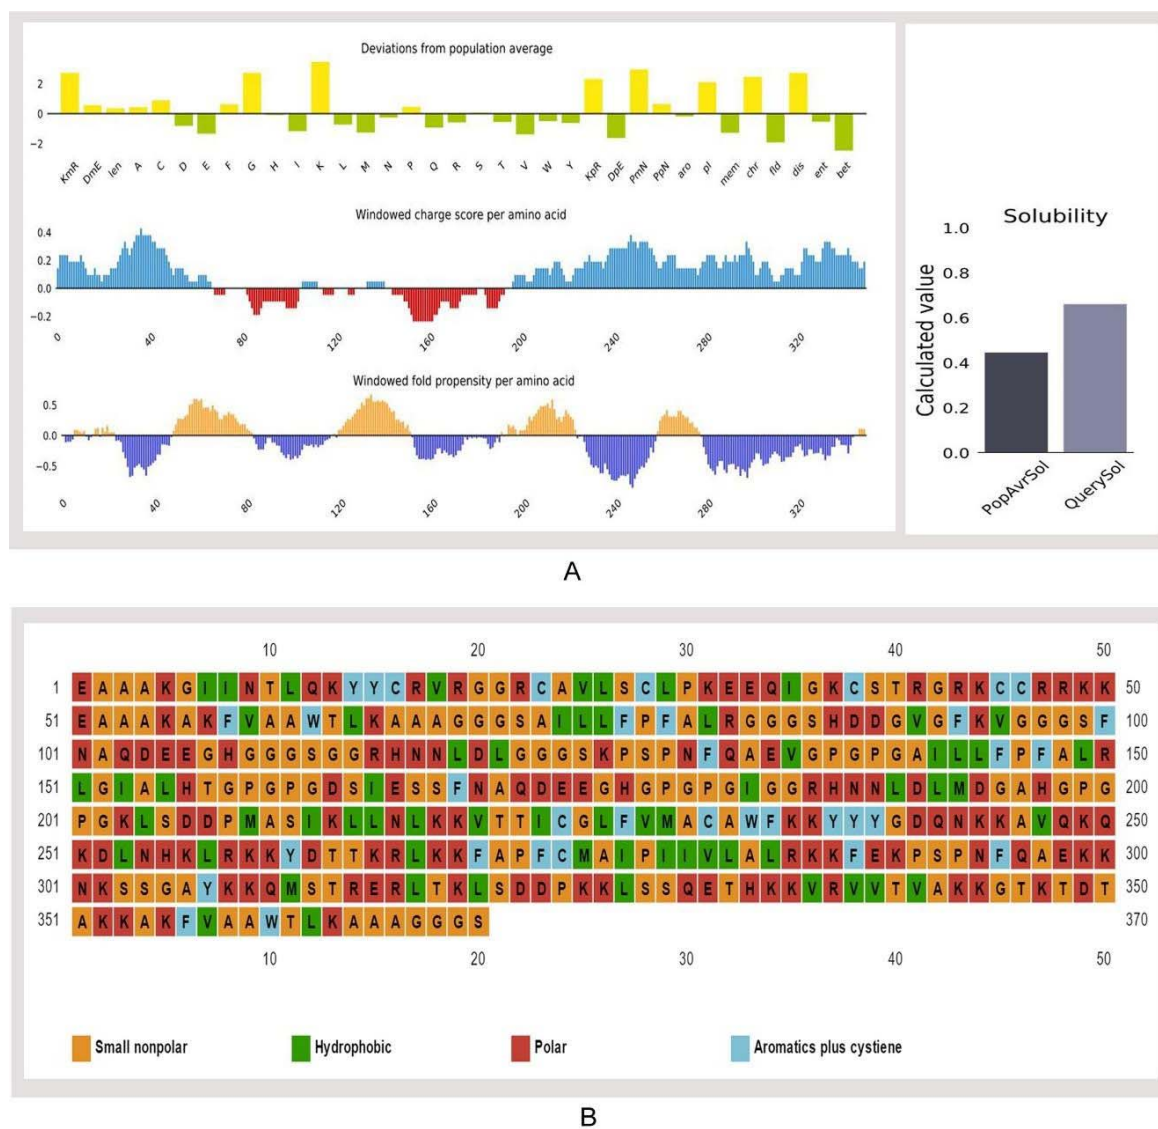 Deviations from population average
2
0
−2
KmR DmE len A C D E F G H I K L M N P Q R S T V W Y KpR DpE PmN PpN aro pI mem chr fld dis ent bet
Windowed charge score per amino acid
0.4
0.2
0.0
−0.2
0 40 80 120 160 200 240 280 320
Windowed fold propensity per amino acid
0.5
0.0
−0.5
0 40 80 120 160 200 240 280 320
Solubility
Calculated value
1.0
0.8
0.6
0.4
0.2
0.0
PopAvrSol QuerySol
A
10 20 30 40 50
1 E A A A K G I I N T L Q K Y Y C R V R G G R C A V L S C L P K E E Q I G K C S T R G R K C C R R K K 50
51 E A A A K A K F V A A W T L K A A A G G G S A I L L F P F A L R G G G S H D D G V G F K V G G G S F 100
101 N A Q D E E G H G G G S G G R H N N L D L G G G S K P S P N F Q A E V G P G P G A I L L F P F A L R 150
151 L G I A L H T G P G P G D S I E S S F N A Q D E E G H G P G P G I G G R H N N L D L M D G A H G P G 200
201 P G K L S D D P M A S I K L L N L K K V T T I C G L F V M A C A W F K K Y Y Y G D Q N K K A V Q K Q 250
251 K D L N H K L R K K Y D T T K R L K K F A P F C M A I P I I V L A L R K K F E K P S P N F Q A E K K 300
301 N K S S G A Y K K Q M S T R E R L T K L S D D P K K L S S Q E T H K K V R V V T V A K K G T K T D T 350
351 A K K A K F V A A W T L K A A A G G G S 370
10 20 30 40 50
Small nonpolar Hydrophobic Polar Aromatics plus cystiene
B